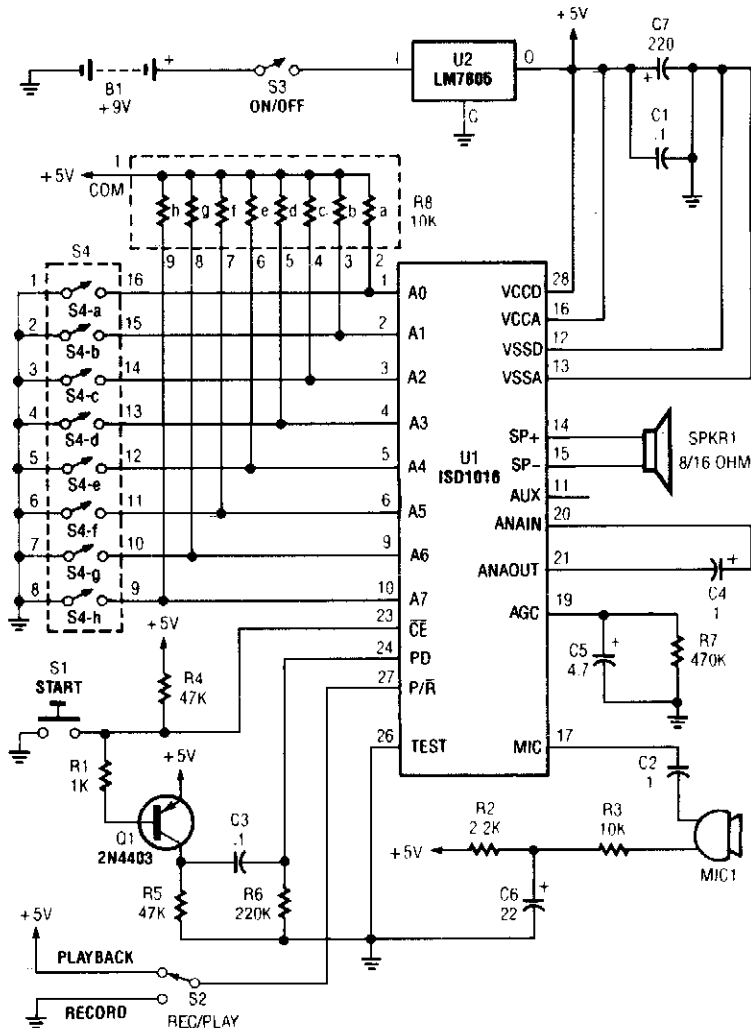 +5V
C7
220
+
I
U2
LM7805
O
+
B1
+9V
S3
ON/OFF
C
C1
.1
1
+5V
COM
h g f e d c b a
R8
10K
9 8 7 6 5 4 3 2
S4
1 S4-a 16 1 A0
2 S4-b 15 2 A1
3 S4-c 14 3 A2
4 S4-d 13 4 A3
5 S4-e 12 5 A4
6 S4-f 11 6 A5
7 S4-g 10 9 A6
8 S4-h 9 10 A7
VCCD 28
VCCA 16
VSSD 12
VSSA 13
U1
ISD1016
SP+ 14
SP- 15
SPKR1
8/16 OHM
AUX 11
ANAIN 20
ANAOUT 21
+
C4
1
AGC 19
C5
4.7
+
R7
470K
23 C̅E̅
24 PD
27 P/R̅
26 TEST
MIC 17
C2
1
+5V
R4
47K
S1
START
R1
1K
+5V
Q1
2N4403
C3
.1
R5
47K
R6
220K
+5V
R2
2.2K
R3
10K
C6
22
+
MIC1
+5V
PLAYBACK
RECORD
S2
REC/PLAY